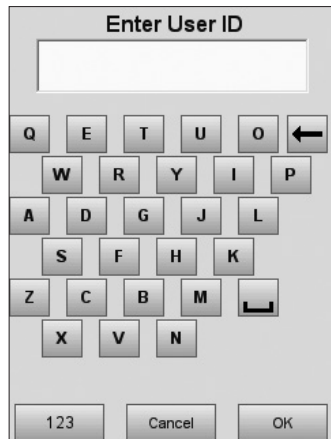 Enter User ID
Q E T U O ←
W R Y I P
A D G J L
S F H K
Z C B M
X V N
123 Cancel OK